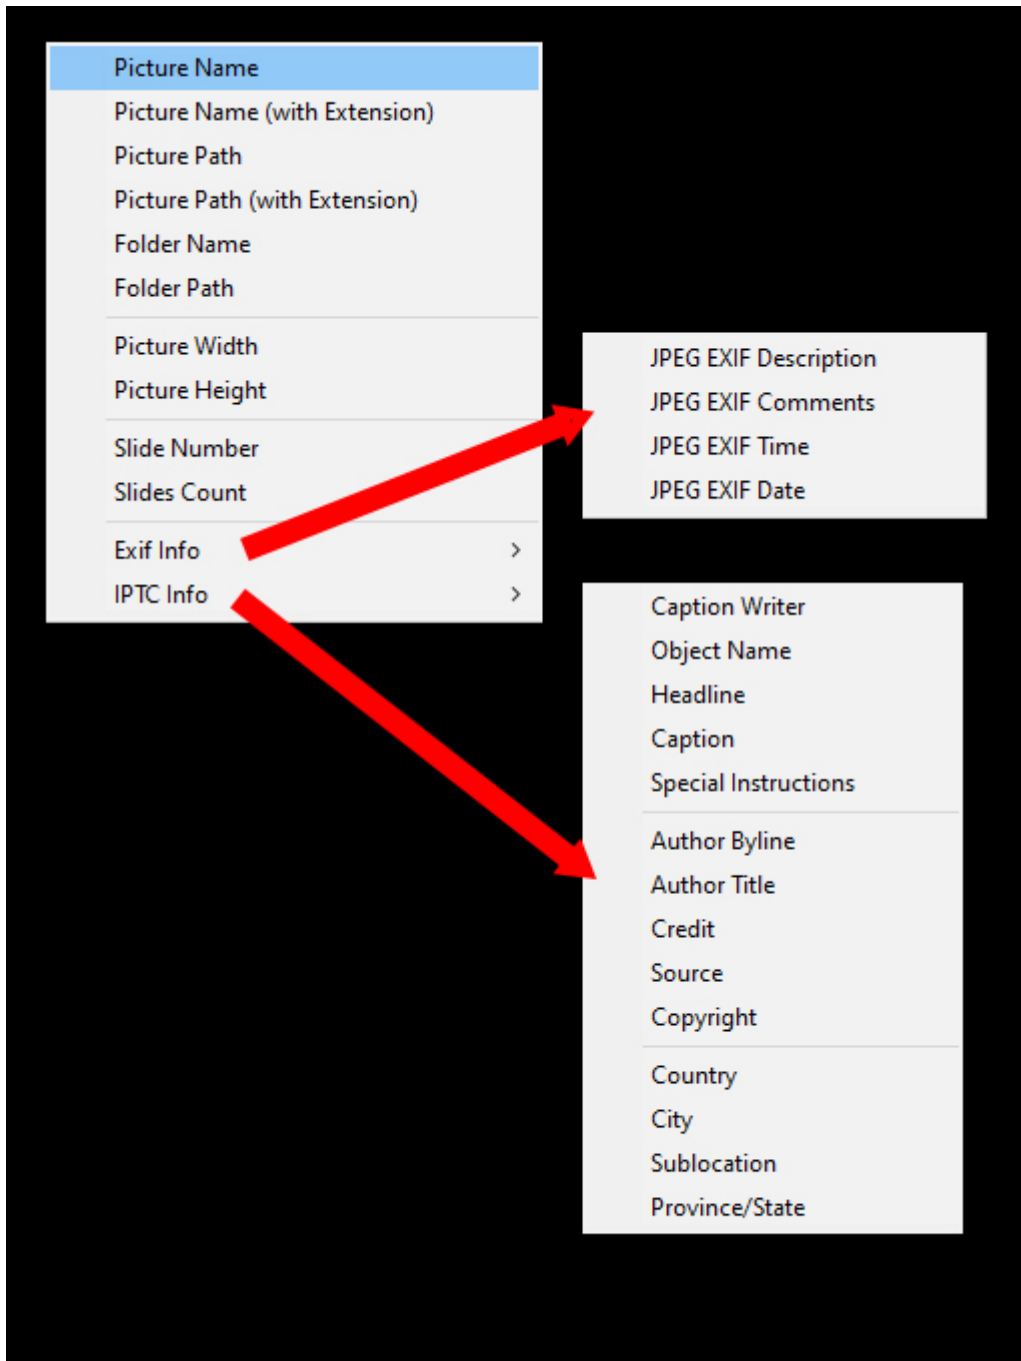 Picture Name
Picture Name (with Extension)
Picture Path
Picture Path (with Extension)
Folder Name
Folder Path
Picture Width
Picture Height
Slide Number
Slides Count
Exif Info
IPTC Info
JPEG EXIF Description
JPEG EXIF Comments
JPEG EXIF Time
JPEG EXIF Date
Caption Writer
Object Name
Headline
Caption
Special Instructions
Author Byline
Author Title
Credit
Source
Copyright
Country
City
Sublocation
Province/State